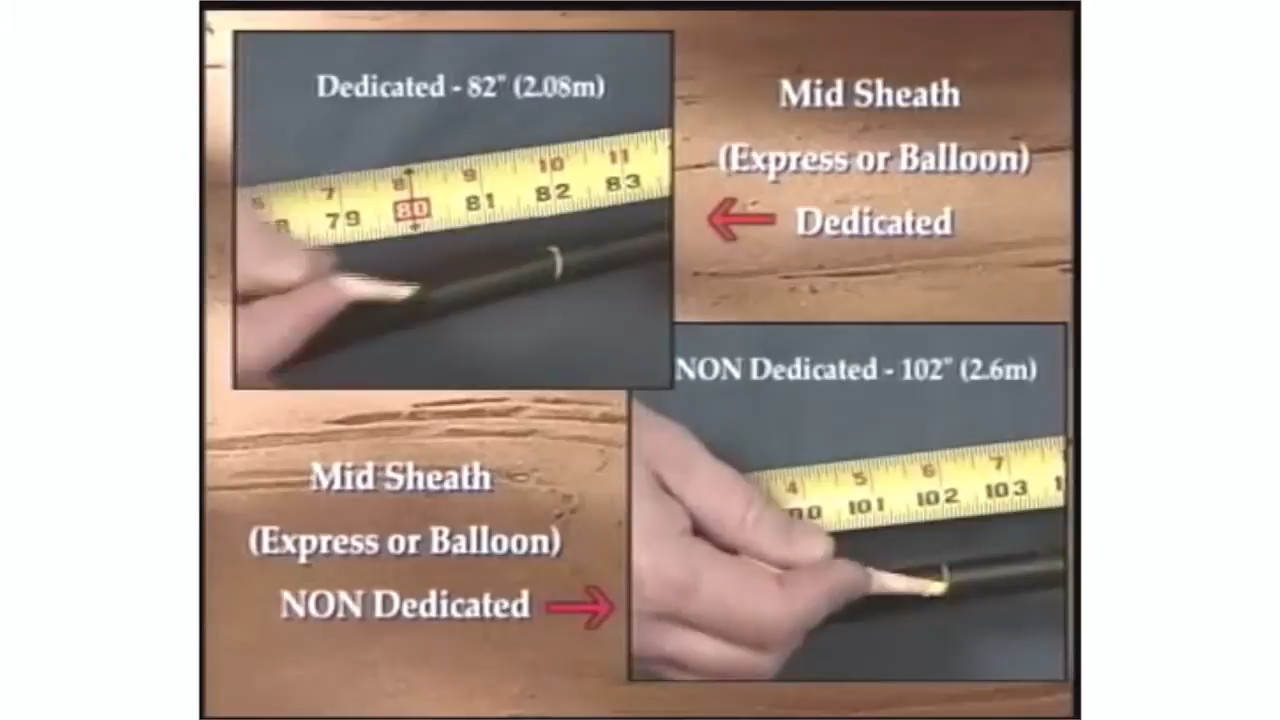 Dedicated - 82" (2.08m)
Mid Sheath
(Express or Balloon)
Dedicated
7 8 9 10 11
79 80 81 82 83
NON Dedicated - 102" (2.6m)
Mid Sheath
(Express or Balloon)
NON Dedicated
4 5 6 7
101 102 103